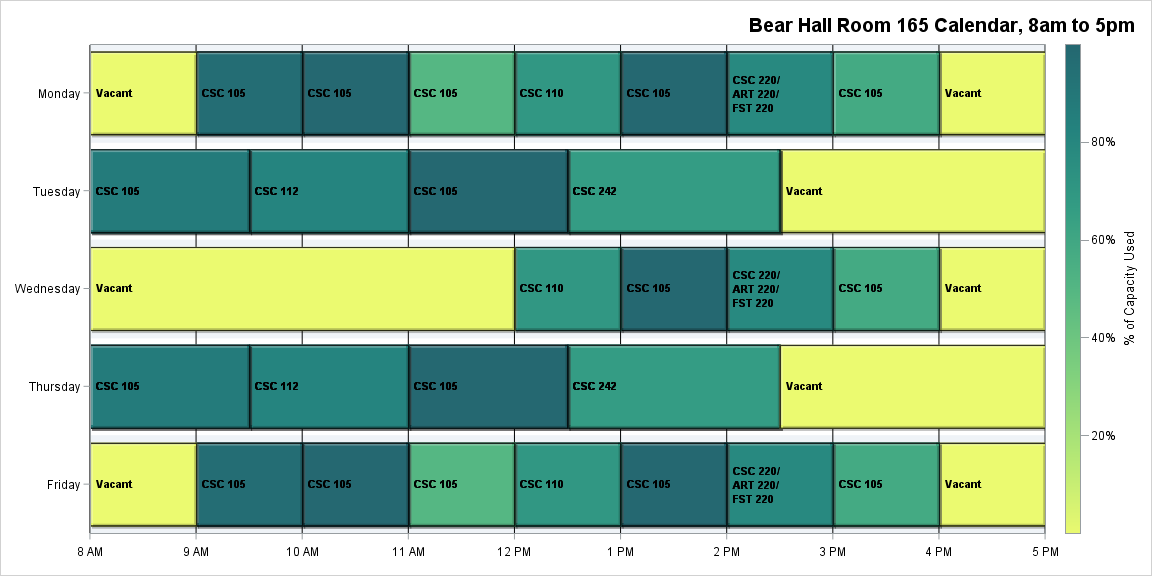 Bear Hall Room 165 Calendar, 8am to 5pm
Monday
Vacant
CSC 105
CSC 105
CSC 105
CSC 110
CSC 105
CSC 220/
ART 220/
FST 220
CSC 105
Vacant
Tuesday
CSC 105
CSC 112
CSC 105
CSC 242
Vacant
Wednesday
Vacant
CSC 110
CSC 105
CSC 220/
ART 220/
FST 220
CSC 105
Vacant
Thursday
CSC 105
CSC 112
CSC 105
CSC 242
Vacant
Friday
Vacant
CSC 105
CSC 105
CSC 105
CSC 110
CSC 105
CSC 220/
ART 220/
FST 220
CSC 105
Vacant
8 AM
9 AM
10 AM
11 AM
12 PM
1 PM
2 PM
3 PM
4 PM
5 PM
80%
60%
40%
20%
% of Capacity Used